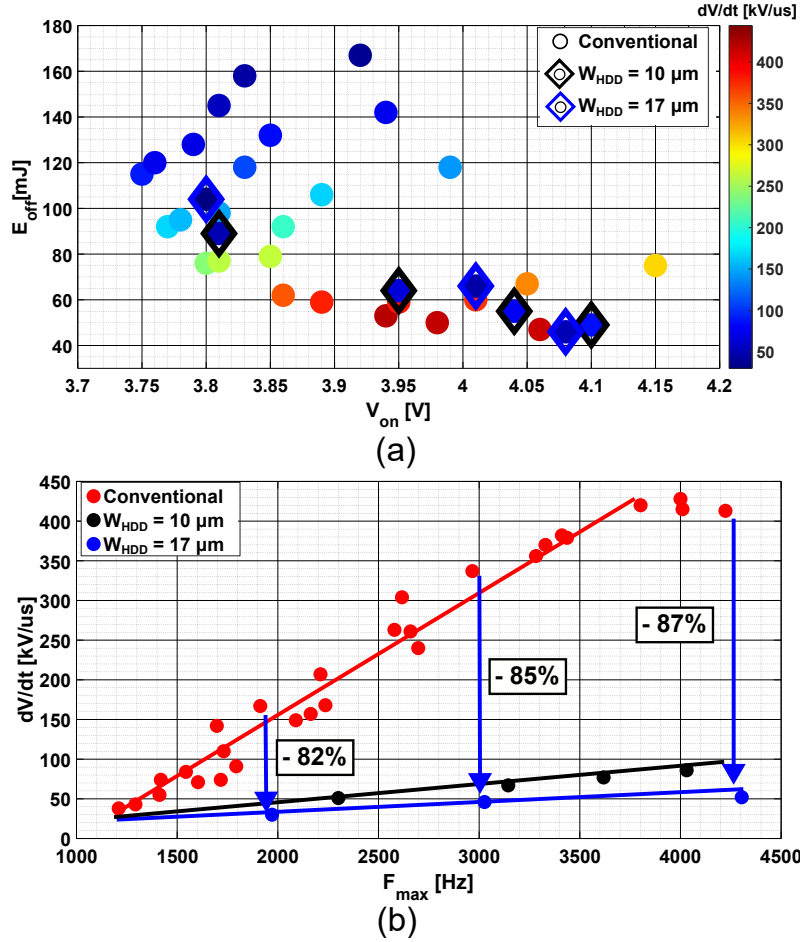 dV/dt [kV/us]
180
160
140
120
100
80
60
40
E_off[mJ]
Conventional
W_HDD = 10 µm
W_HDD = 17 µm
400
350
300
250
200
150
100
50
3.7 3.75 3.8 3.85 3.9 3.95 4 4.05 4.1 4.15 4.2
V_on [V]
(a)
450
400
350
300
250
200
150
100
50
0
dV/dt [kV/us]
Conventional
W_HDD = 10 µm
W_HDD = 17 µm
- 82%
- 85%
- 87%
1000 1500 2000 2500 3000 3500 4000 4500
F_max [Hz]
(b)